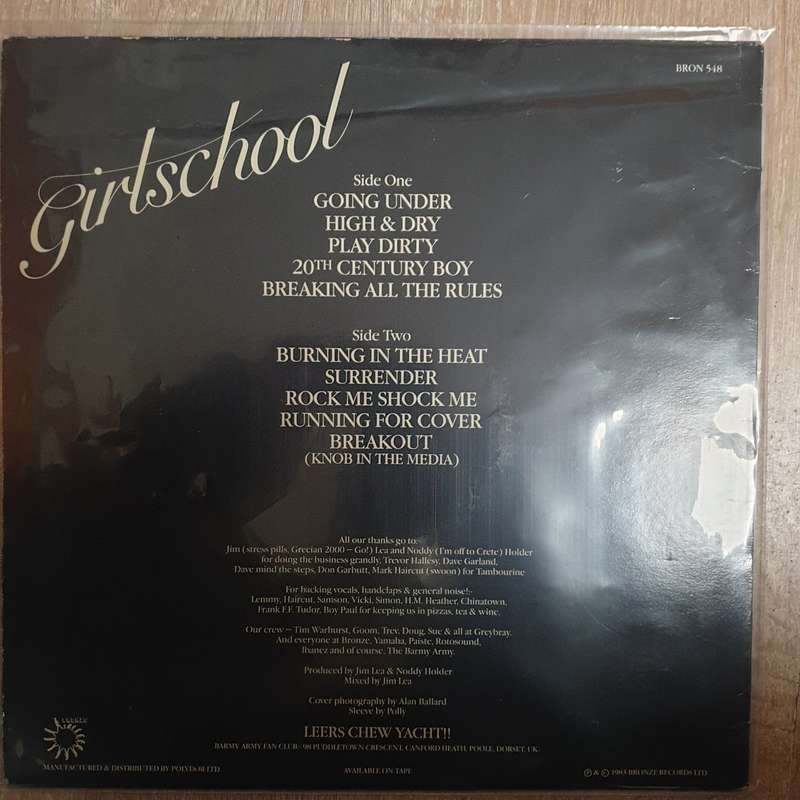 BRON 548
Girlschool
Side One
GOING UNDER
HIGH & DRY
PLAY DIRTY
20TH CENTURY BOY
BREAKING ALL THE RULES
Side Two
BURNING IN THE HEAT
SURRENDER
ROCK ME SHOCK ME
RUNNING FOR COVER
BREAKOUT
(KNOB IN THE MEDIA)
All our thanks go to:-
Jim (stress pills, Grecian 2000 – Go!) Lea and Noddy (I'm off to Crete) Holder
for doing the business grandly, Trevor Hallesy, Dave Garland,
Dave mind the steps, Don Garbutt, Mark Haircut (swoon) for Tambourine
For backing vocals, handclaps & general noise!:-
Lemmy, Haircut, Samson, Vicki, Simon, H.M. Heather, Chinatown,
Frank F.F. Tudor, Boy Paul for keeping us in pizzas, tea & wine.
Our crew – Tim Warhurst, Goom, Trev, Doug, Sue & all at Greybray.
And everyone at Bronze, Yamaha, Paiste, Rotosound,
Ibanez and of course, The Barmy Army.
Produced by Jim Lea & Noddy Holder
Mixed by Jim Lea
Cover photography by Alan Ballard
Sleeve by Polly
LEERS CHEW YACHT!!
BARMY ARMY FAN CLUB:- 98 PUDDLETOWN CRESCENT, CANFORD HEATH, POOLE, DORSET, UK
BRONZE
MANUFACTURED & DISTRIBUTED BY POLYDOR LTD.
AVAILABLE ON TAPE
℗ & © 1983 BRONZE RECORDS LTD